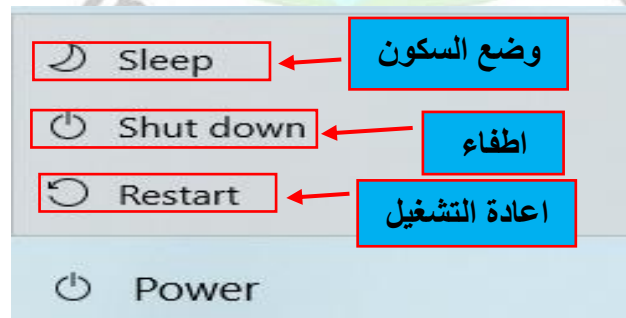 Sleep وضع السكون
Shut down اطفاء
Restart اعادة التشغيل
Power